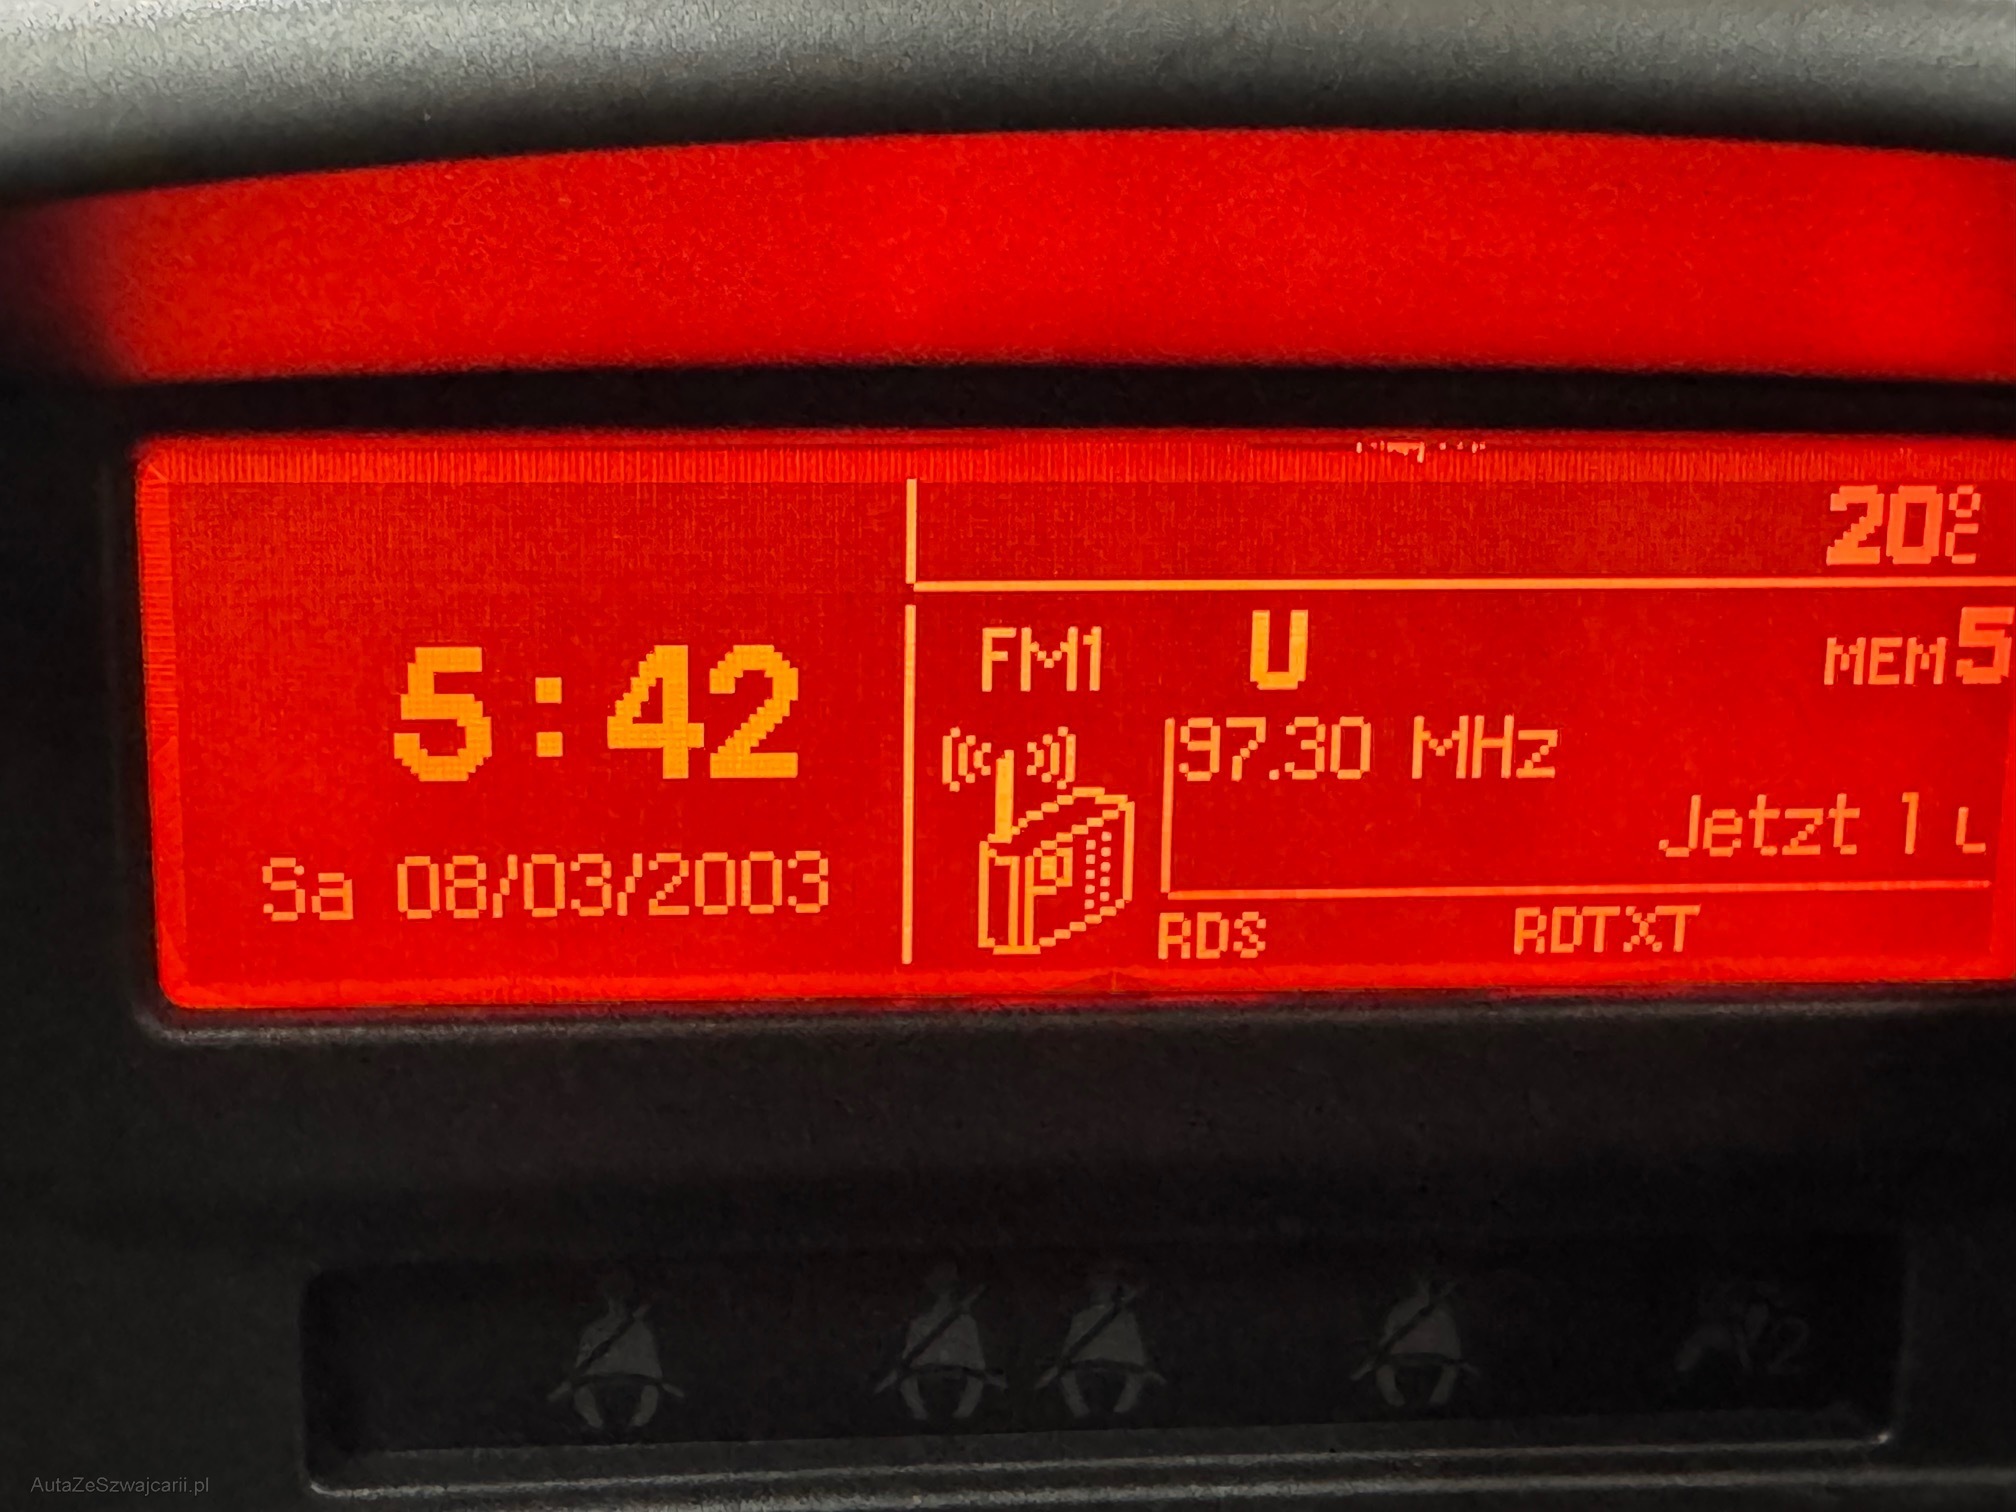 20°C
FM1 U MEM 5
5:42
97.30 MHz
Jetzt 1 L
Sa 08/03/2003
RDS RDTXT
2
AutaZeSzwajcarii.pl